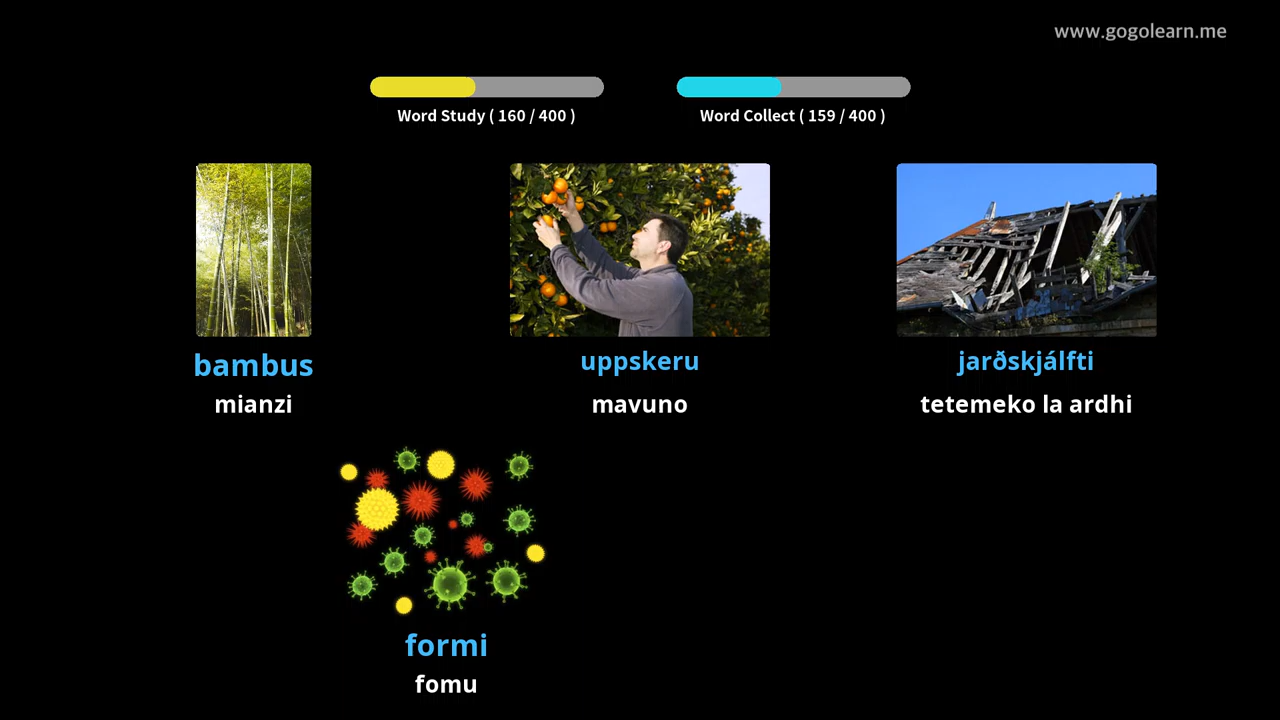 www.gogolearn.me
Word Study ( 160 / 400 )
Word Collect ( 159 / 400 )
bambus
mianzi
uppskeru
mavuno
jarðskjálfti
tetemeko la ardhi
formi
fomu